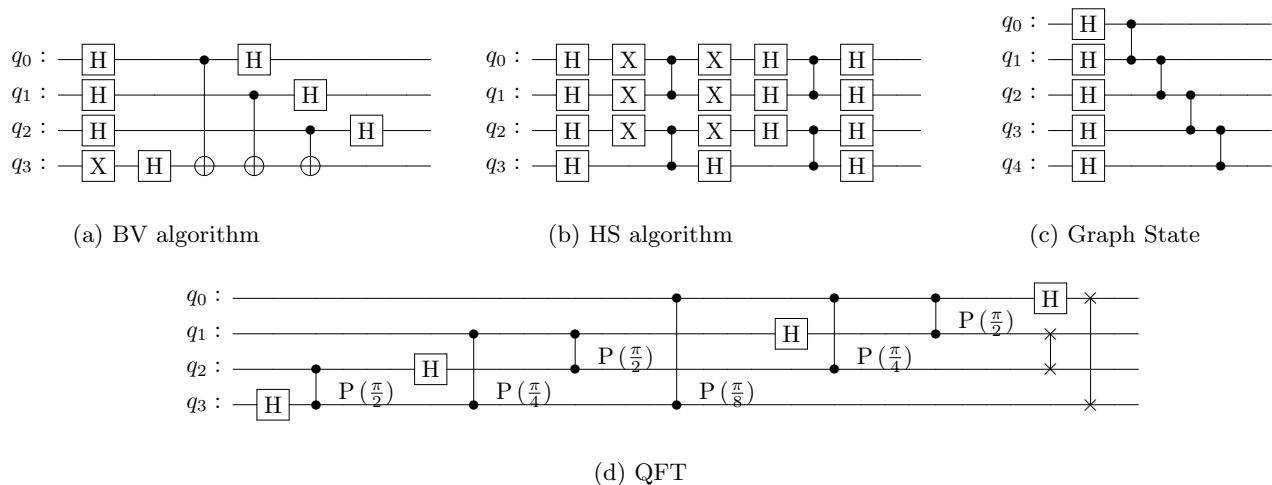 q₀ : H H
q₁ : H H
q₂ : H H
q₃ : X H
(a) BV algorithm
q₀ : H X X H H
q₁ : H X X H H
q₂ : H X X H H
q₃ : H H H
(b) HS algorithm
q₀ : H
q₁ : H
q₂ : H
q₃ : H
q₄ : H
(c) Graph State
q₀ : H
q₁ : H P(π/2)
q₂ : H P(π/2) P(π/4)
q₃ : H P(π/2) P(π/4) P(π/8)
(d) QFT